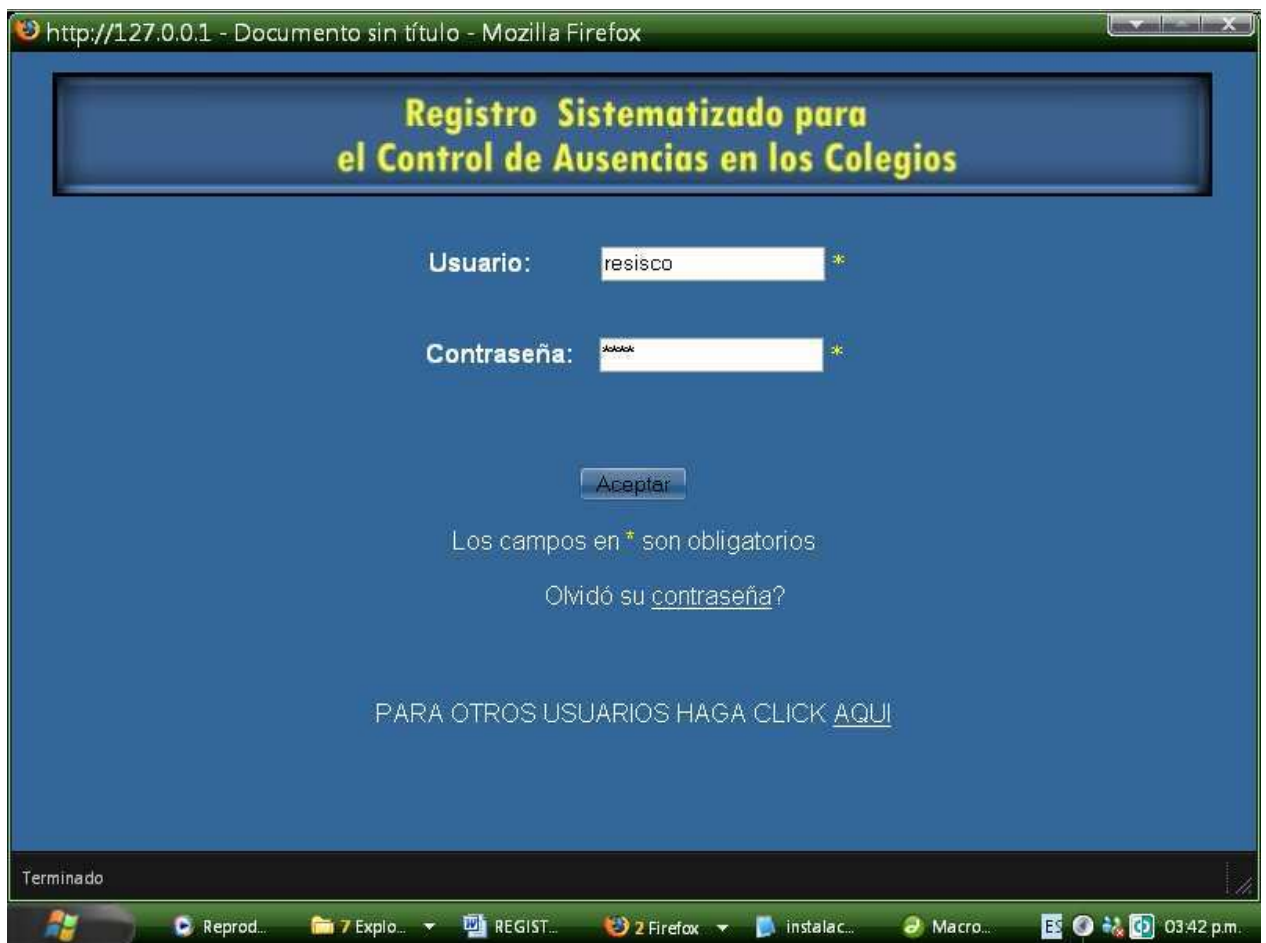 http://127.0.0.1 - Documento sin título - Mozilla Firefox
Registro Sistematizado para
el Control de Ausencias en los Colegios
Usuario: resisco *
Contraseña: **** *
Aceptar
Los campos en * son obligatorios
Olvidó su contraseña?
PARA OTROS USUARIOS HAGA CLICK AQUI
Terminado
Reprod... 7 Explo... REGIST... 2 Firefox instalac... Macro... ES 03:42 p.m.